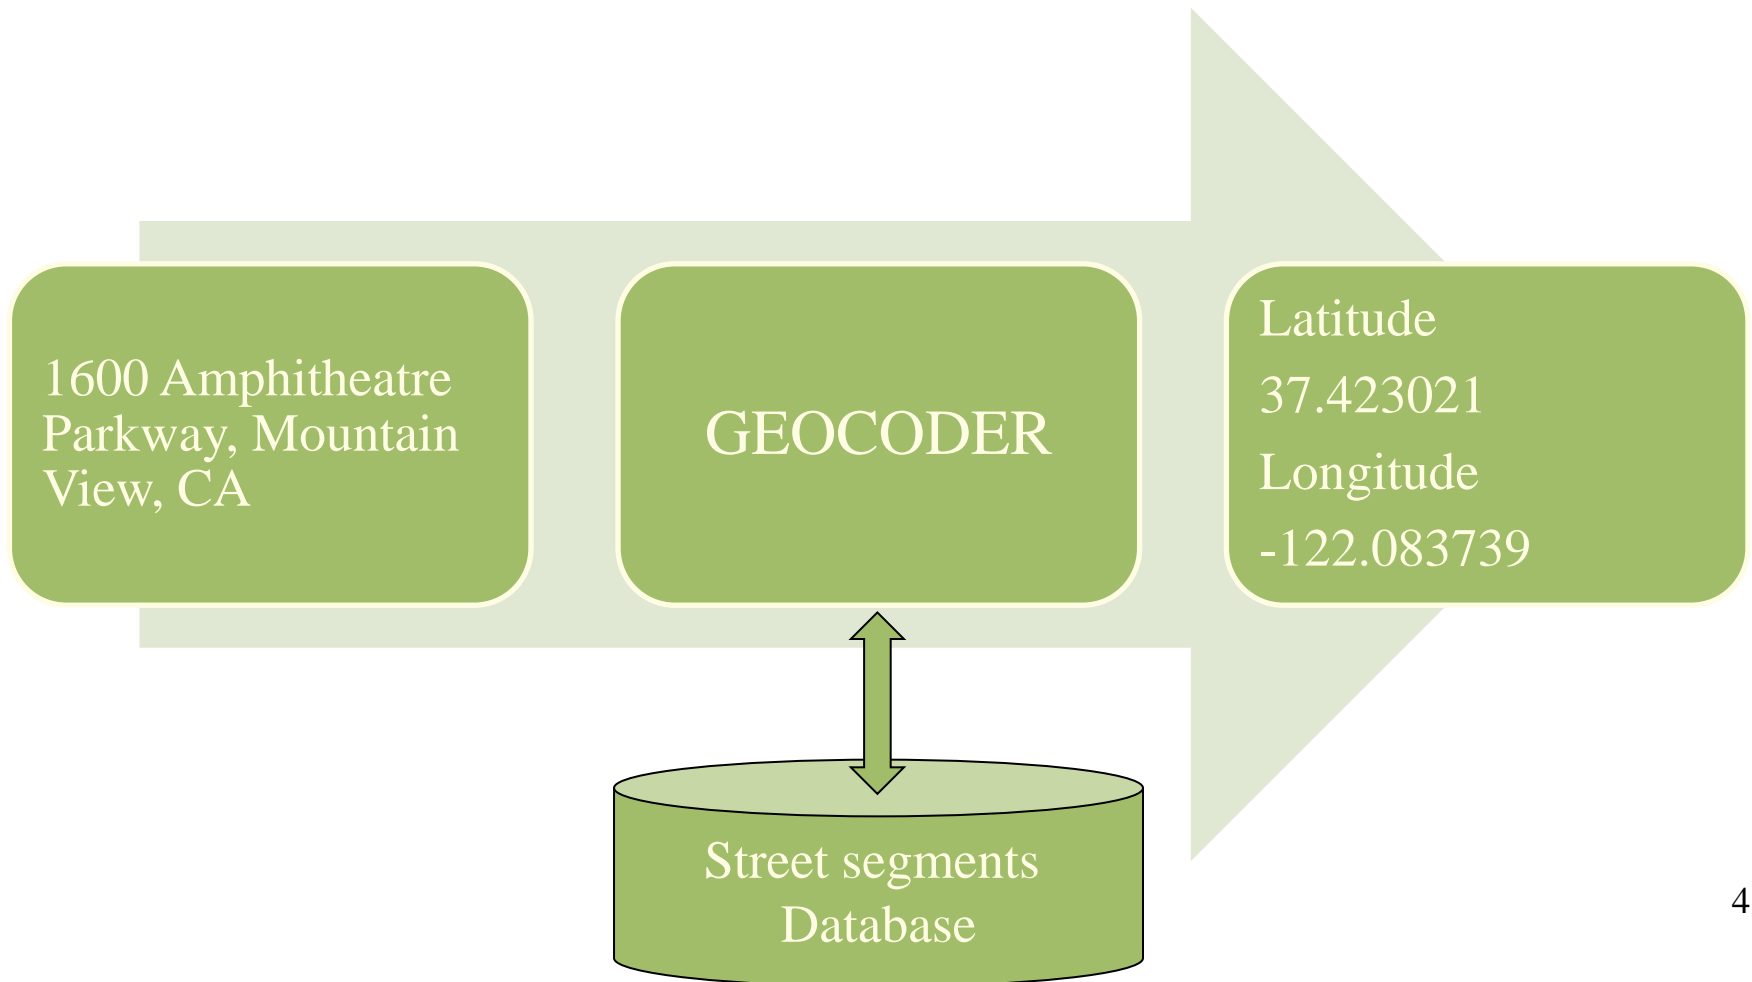 1600 Amphitheatre
Parkway, Mountain
View, CA
GEOCODER
Latitude
37.423021
Longitude
-122.083739
Street segments
Database
4